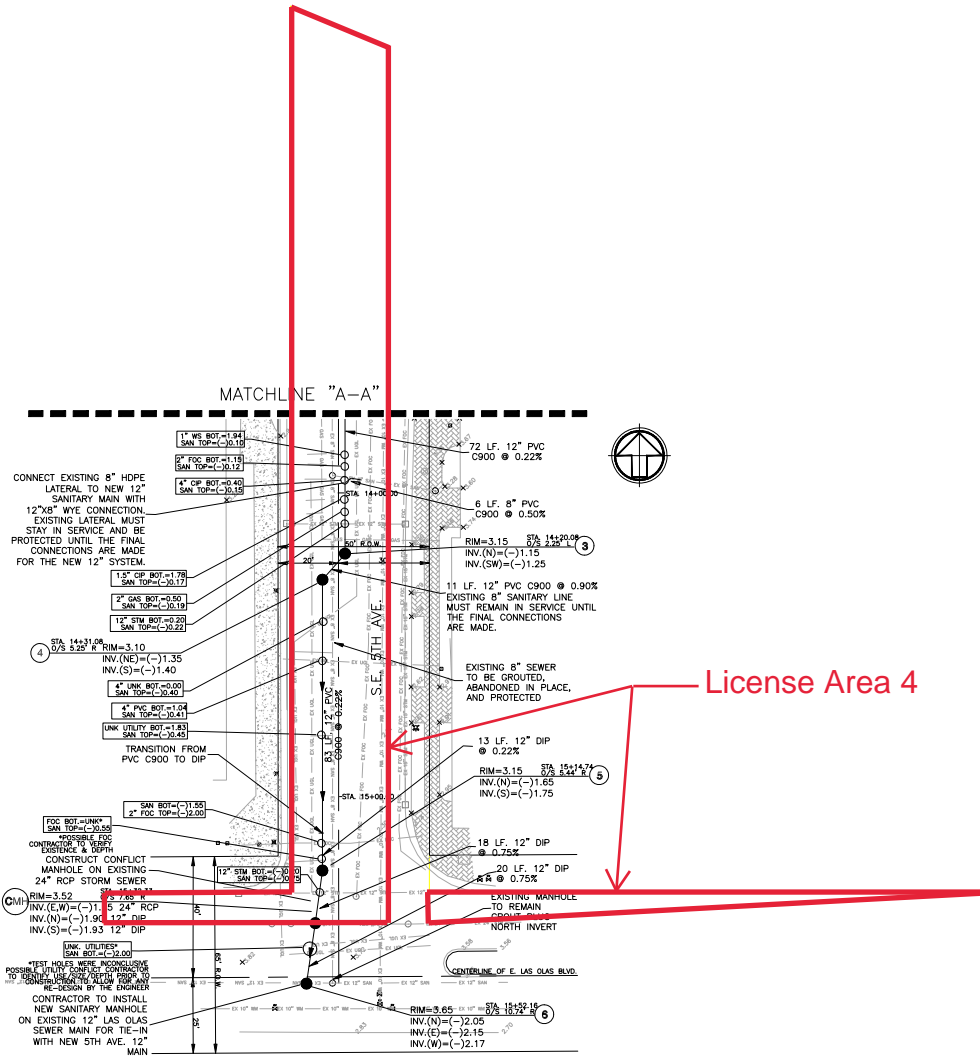 MATCHLINE "A-A"
1" WS BOT.=1.94
SAN TOP=(-)0.10
2" FOC BOT.=1.15
SAN TOP=(-)0.12
4" CIP BOT.=0.40
SAN TOP=(-)0.15
CONNECT EXISTING 8" HDPE
LATERAL TO NEW 12"
SANITARY MAIN WITH
12"X8" WYE CONNECTION.
EXISTING LATERAL MUST
STAY IN SERVICE AND BE
PROTECTED UNTIL THE FINAL
CONNECTIONS ARE MADE
FOR THE NEW 12" SYSTEM.
72 LF. 12" PVC
C900 @ 0.22%
STA. 14+00.00
6 LF. 8" PVC
C900 @ 0.50%
50' R.O.W.
20'
RIM=3.15
STA. 14+20.08
O/S 2.25' L
3
INV.(N)=(-)1.15
INV.(SW)=(-)1.25
1.5" CIP BOT.=1.78
SAN TOP=(-)0.17
2" GAS BOT.=0.50
SAN TOP=(-)0.19
12" STM BOT.=0.20
SAN TOP=(-)0.22
11 LF. 12" PVC C900 @ 0.90%
EXISTING 8" SANITARY LINE
MUST REMAIN IN SERVICE UNTIL
THE FINAL CONNECTIONS
ARE MADE.
4
STA. 14+31.08
O/S 5.25' R
RIM=3.10
INV.(NE)=(-)1.35
INV.(S)=(-)1.40
S.E. 5TH AVE.
4" UNK BOT.=0.00
SAN TOP=(-)0.40
4" PVC BOT.=1.04
SAN TOP=(-)0.41
UNK UTILITY BOT.=1.83
SAN TOP=(-)0.45
EXISTING 8" SEWER
TO BE GROUTED,
ABANDONED IN PLACE,
AND PROTECTED
License Area 4
83 LF. 12" PVC
C900 @ 0.22%
TRANSITION FROM
PVC C900 TO DIP
13 LF. 12" DIP
@ 0.22%
RIM=3.15
STA. 15+14.74
O/S 5.44' R
5
INV.(N)=(-)1.65
INV.(S)=(-)1.75
SAN BOT=(-)1.55
2" FOC TOP=(-)2.00
FOC BOT.=UNK*
SAN TOP=(-)0.55
*POSSIBLE FOC
CONTRACTOR TO VERIFY
EXISTENCE & DEPTH
CONSTRUCT CONFLICT
MANHOLE ON EXISTING
24" RCP STORM SEWER
18 LF. 12" DIP
@ 0.75%
20 LF. 12" DIP
@ 0.75%
CMH
RIM=3.52
O/S 7.65' R
24" RCP
12" DIP
INV.(S)=(-)1.93 12" DIP
40'
65' R.O.W
25'
EXISTING MANHOLE
TO REMAIN
GROUT PLUG
NORTH INVERT
UNK. UTILITIES*
SAN BOT.=(-)2.00
*TEST HOLES WERE INCONCLUSIVE
POSSIBLE UTILITY CONFLICT CONTRACTOR
TO IDENTIFY USE/SIZE/DEPTH PRIOR TO
CONSTRUCTION TO ALLOW FOR ANY
RE-DESIGN BY THE ENGINEER
CENTERLINE OF E. LAS OLAS BLVD.
CONTRACTOR TO INSTALL
NEW SANITARY MANHOLE
ON EXISTING 12" LAS OLAS
SEWER MAIN FOR TIE-IN
WITH NEW 5TH AVE. 12"
MAIN
RIM=3.65
STA. 15+52.16
O/S 10.74' R
6
INV.(N)=(-)2.05
INV.(E)=(-)2.15
INV.(W)=(-)2.17